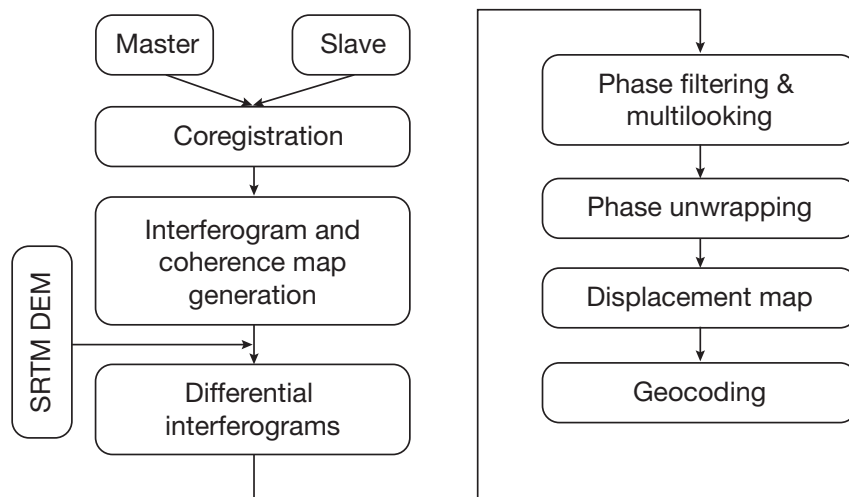 Master
Slave
Coregistration
Interferogram and
coherence map
generation
SRTM DEM
Differential
interferograms
Phase filtering &
multilooking
Phase unwrapping
Displacement map
Geocoding